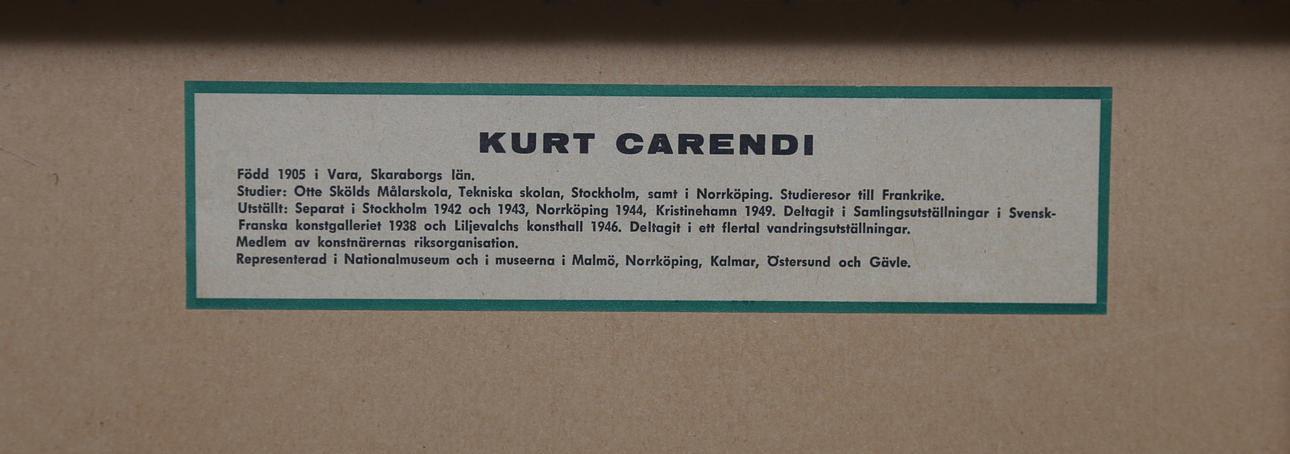 KURT CARENDI
Född 1905 i Vara, Skaraborgs län.
Studier: Otte Skölds Målarskola, Tekniska skolan, Stockholm, samt i Norrköping. Studieresor till Frankrike.
Utställt: Separat i Stockholm 1942 och 1943, Norrköping 1944, Kristinehamn 1949. Deltagit i Samlingsutställningar i Svensk-
Franska konstgalleriet 1938 och Liljevalchs konsthall 1946. Deltagit i ett flertal vandringsutställningar.
Medlem av konstnärernas riksorganisation.
Representerad i Nationalmuseum och i museerna i Malmö, Norrköping, Kalmar, Östersund och Gävle.